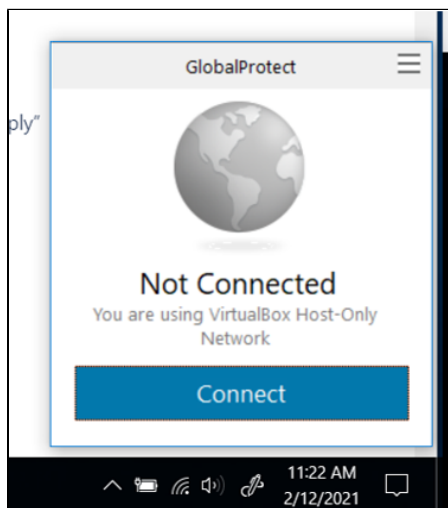 GlobalProtect
ply”
Not Connected
You are using VirtualBox Host-Only
Network
Connect
11:22 AM
2/12/2021